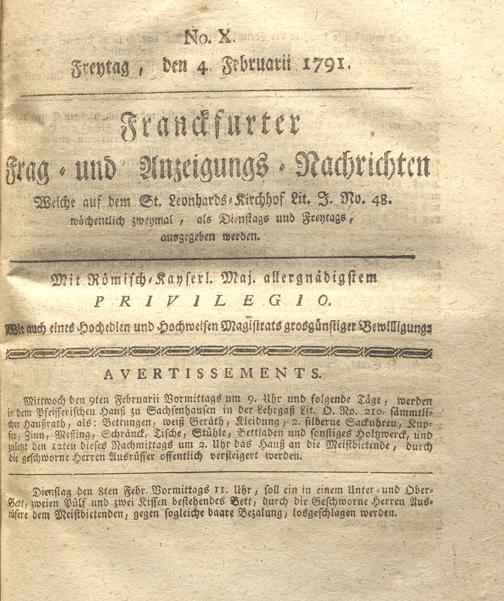 No. X.
Freytag, den 4. Februarii 1791.
Franckfurter
Frag- und Anzeigungs-Nachrichten
Welche auf dem St. Leonhards-Kirchhof Lit. J. No. 48.
wöchentlich zweymal, als Dienstags und Freytags,
ausgegeben werden.
Mit Römisch-Kayserl. Maj. allergnädigstem
PRIVILEGIO.
Wie auch eines Hochedlen und Hochweisen Magistrats grosgünstiger Bewilligung:
AVERTISSEMENTS.
Mittwoch den 9ten Februarii Vormittags um 9. Uhr und folgende Täge, werden
in dem Pfeifferischen Hauß zu Sachsenhausen in der Lehrgaß Lit. O. No. 210. sämmtli-
cher Haußrath, als: Bettungen, weiß Geräth, Kleidung, 2. silberne Sackuhren, Kup-
fer, Zinn, Meßing, Schränck, Tische, Stühle, Bettladen und sonstiges Holtzwerck, und
zuletzt den 12ten dieses Nachmittags um 2. Uhr das Hauß an die Meistbietende, durch
die geschworne Herren Ausrüffer öffentlich versteigert werden.
Dienstag den 8ten Febr. Vormittags 11. Uhr, soll ein in einem Unter- und Ober-
Bett, zweien Pülf und zwei Kissen bestehendes Bett, durch die Geschworne Herren Aus-
rüfere dem Meistbietenden, gegen sogleiche baare Bezalung, losgeschlagen werden.